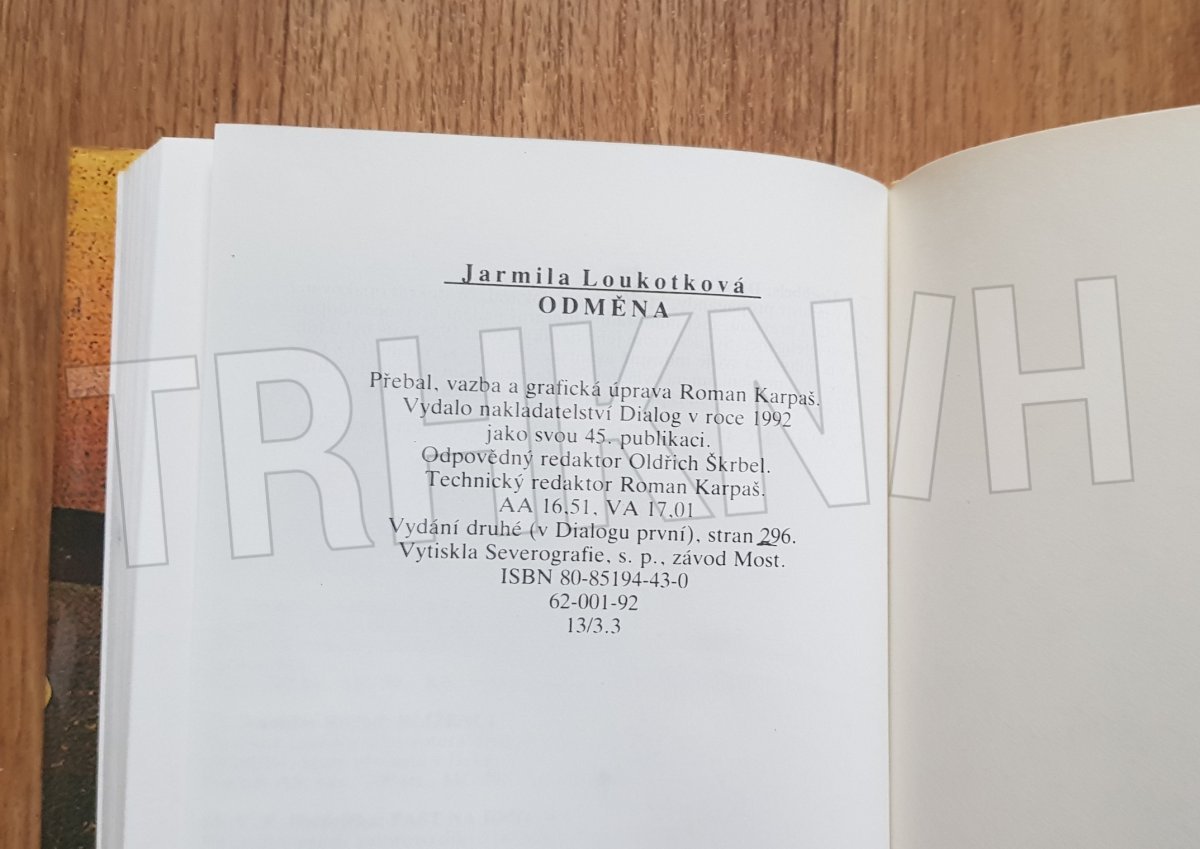 Jarmila Loukotková
ODMĚNA
Přebal, vazba a grafická úprava Roman Karpaš.
Vydalo nakladatelství Dialog v roce 1992
jako svou 45. publikaci.
Odpovědný redaktor Oldřich Škrbel.
Technický redaktor Roman Karpaš.
AA 16,51, VA 17,01
Vydání druhé (v Dialogu první), stran 296.
Vytiskla Severografie, s. p., závod Most.
ISBN 80-85194-43-0
62-001-92
13/3.3
TRHKNIH